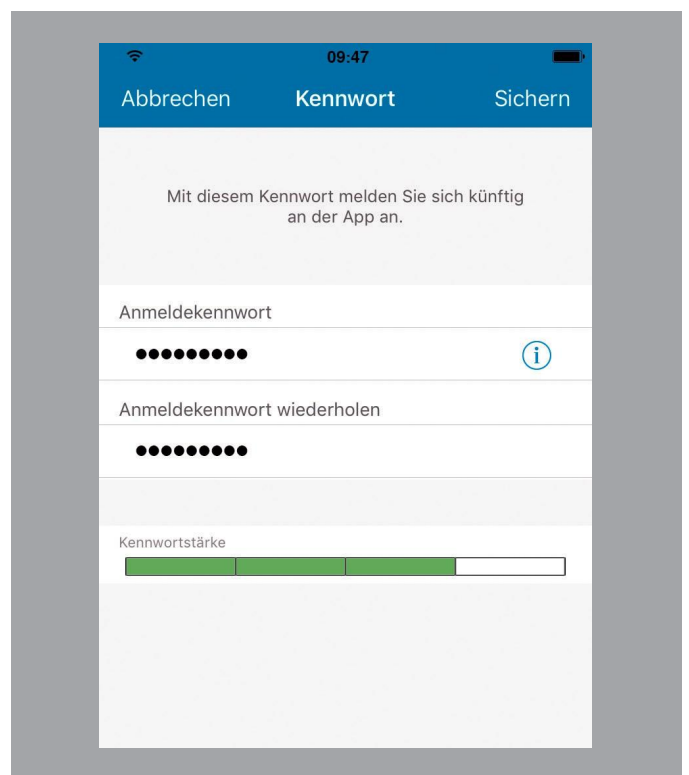 09:47
Abbrechen Kennwort Sichern
Mit diesem Kennwort melden Sie sich künftig
an der App an.
Anmeldekennwort
●●●●●●●●●
i
Anmeldekennwort wiederholen
●●●●●●●●●
Kennwortstärke